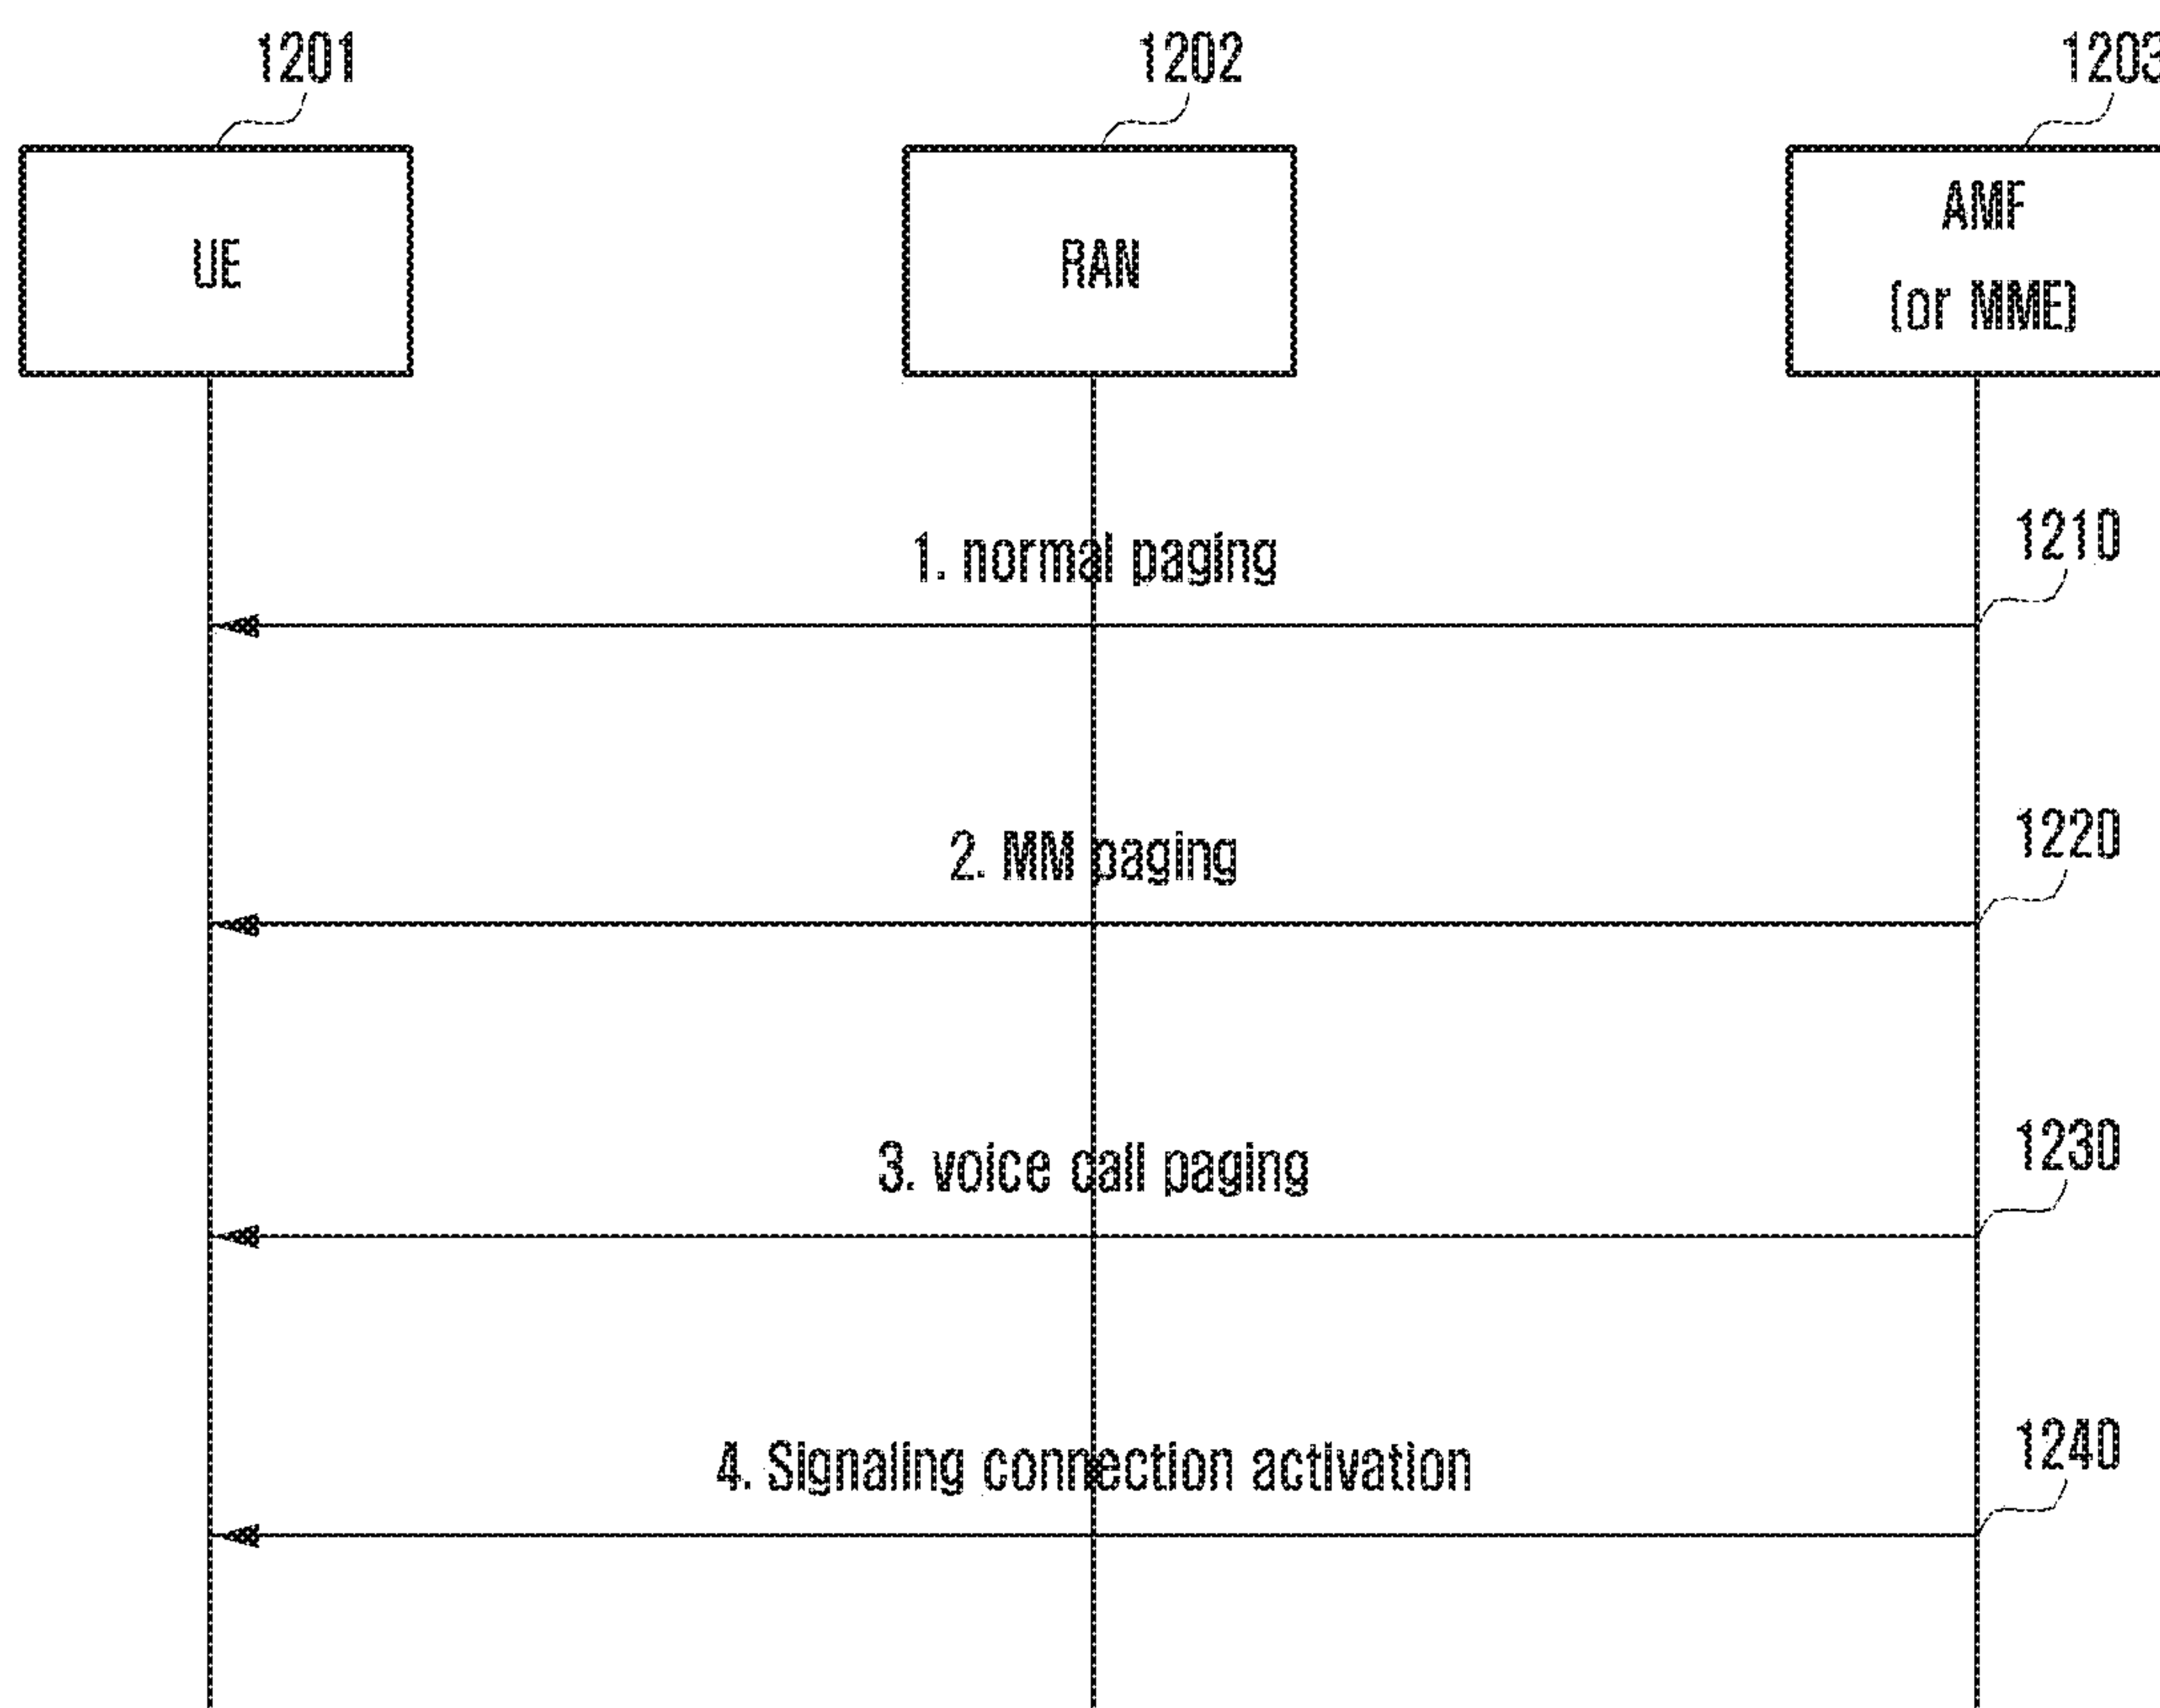 1201
1202
1203
UE
RAN
AMF
(or MME)
1210
1. normal paging
1220
2. MM paging
1230
3. voice call paging
1240
4. Signaling connection activation